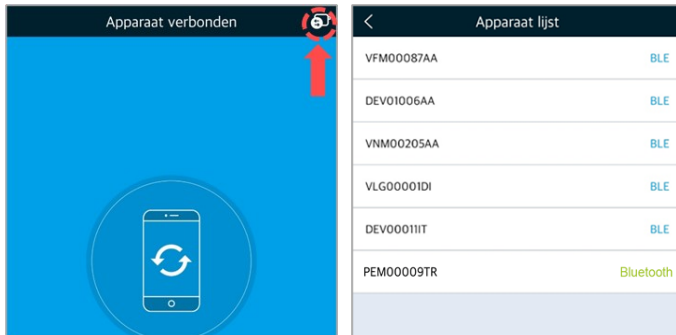 Apparaat verbonden
Apparaat lijst
VFM00087AA BLE
DEV01006AA BLE
VNM00205AA BLE
VLG00001DI BLE
DEV00011IT BLE
PEM00009TR Bluetooth